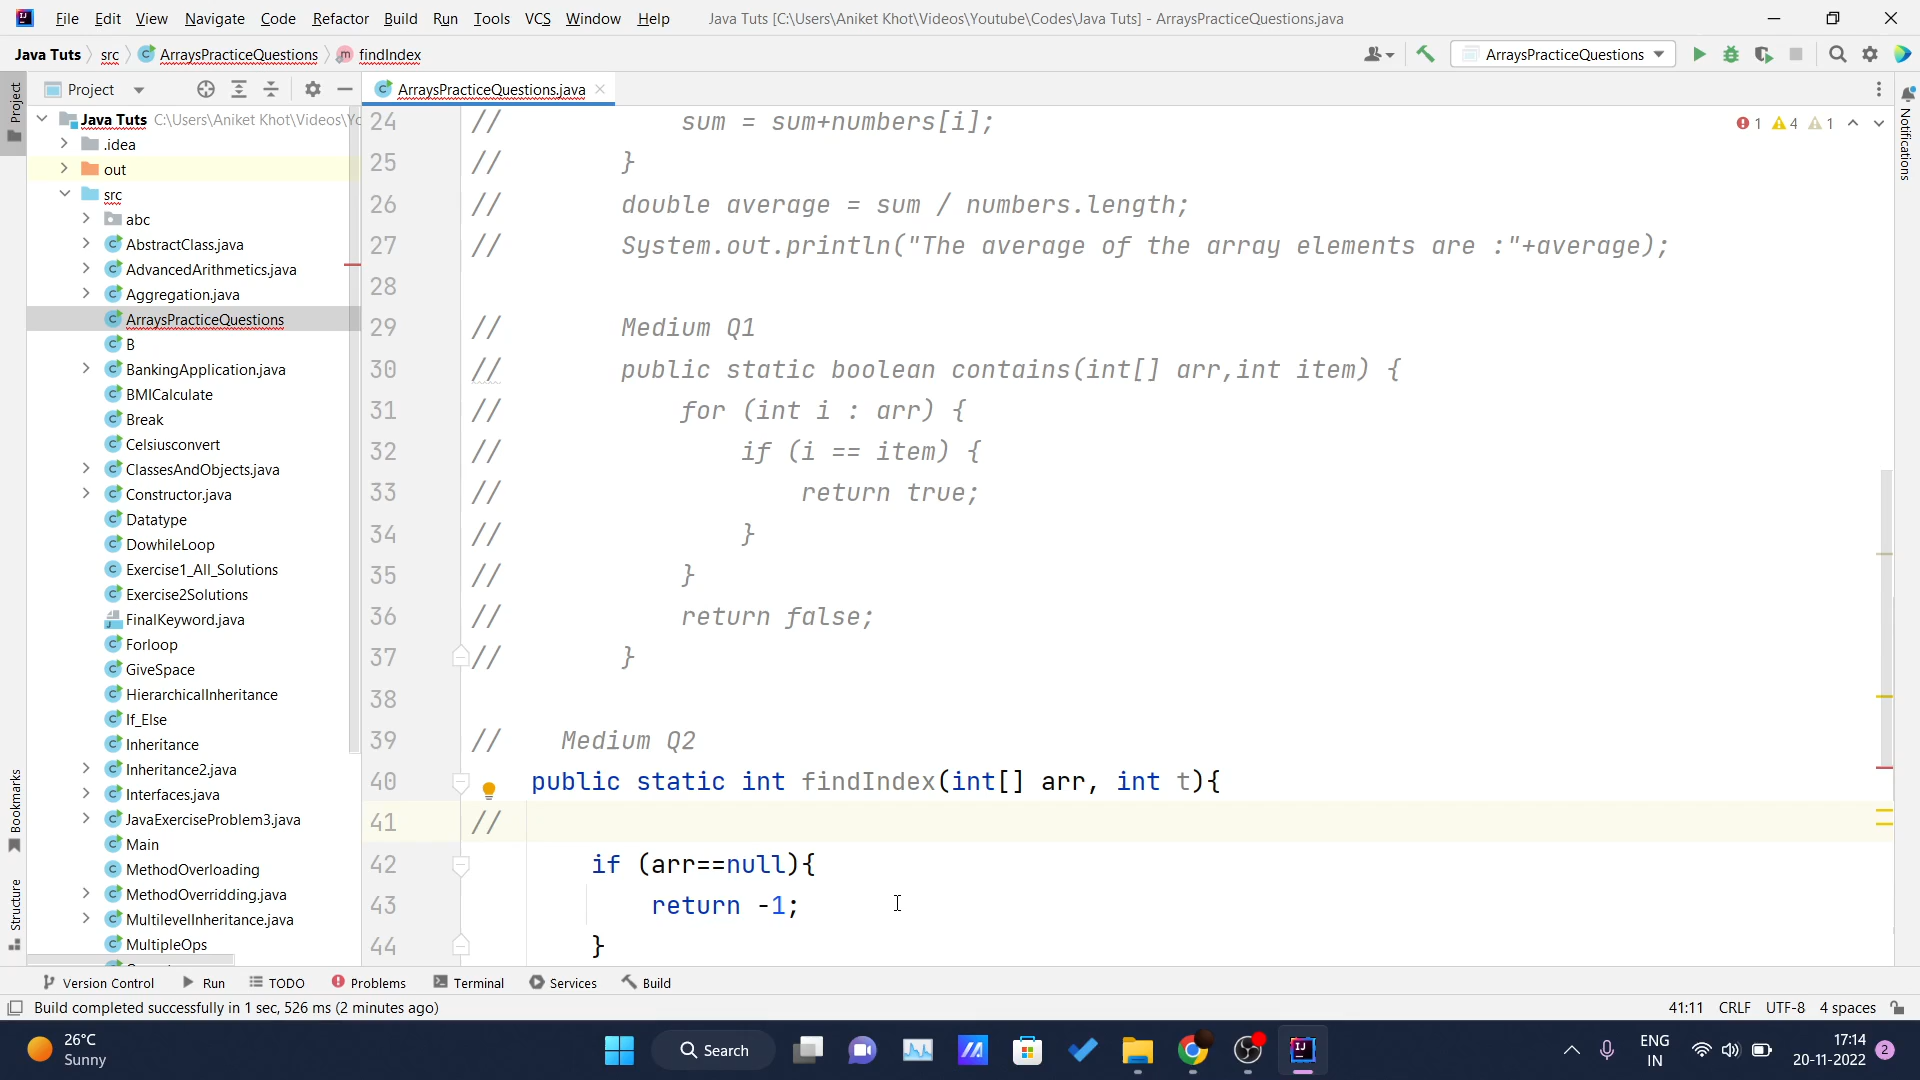 File Edit View Navigate Code Refactor Build Run Tools VCS Window Help Java Tuts [C:\Users\Aniket Khot\Videos\Youtube\Codes\Java Tuts] - ArraysPracticeQuestions.java
Java Tuts src ArraysPracticeQuestions findIndex ArraysPracticeQuestions
Project
Project
ArraysPracticeQuestions.java
Java Tuts C:\Users\Aniket Khot\Videos\Yo
.idea
out
src
abc
AbstractClass.java
AdvancedArithmetics.java
Aggregation.java
ArraysPracticeQuestions
B
BankingApplication.java
BMICalculate
Break
Celsiusconvert
ClassesAndObjects.java
Constructor.java
Datatype
DowhileLoop
Exercise1_All_Solutions
Exercise2Solutions
FinalKeyword.java
Forloop
GiveSpace
HierarchicalInheritance
If_Else
Inheritance
Inheritance2.java
Interfaces.java
JavaExerciseProblem3.java
Main
MethodOverloading
MethodOverridding.java
MultilevelInheritance.java
MultipleOps
Bookmarks
Structure
24 // sum = sum+numbers[i];
25 // }
26 // double average = sum / numbers.length;
27 // System.out.println("The average of the array elements are :"+average);
28
29 // Medium Q1
30 // public static boolean contains(int[] arr,int item) {
31 // for (int i : arr) {
32 // if (i == item) {
33 // return true;
34 // }
35 // }
36 // return false;
37 // }
38
39 // Medium Q2
40 public static int findIndex(int[] arr, int t){
41 //
42 if (arr==null){
43 return -1;
44 }
1 4 1
Notifications
Version Control Run TODO Problems Terminal Services Build
Build completed successfully in 1 sec, 526 ms (2 minutes ago) 41:11 CRLF UTF-8 4 spaces
26°C
Sunny
Search
ENG
IN
17:14
20-11-2022
2